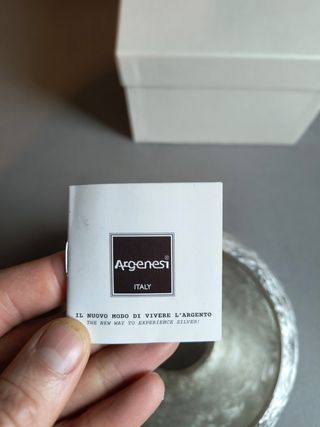 Argenesi
ITALY
IL NUOVO MODO DI VIVERE L'ARGENTO
THE NEW WAY TO EXPERIENCE SILVER!